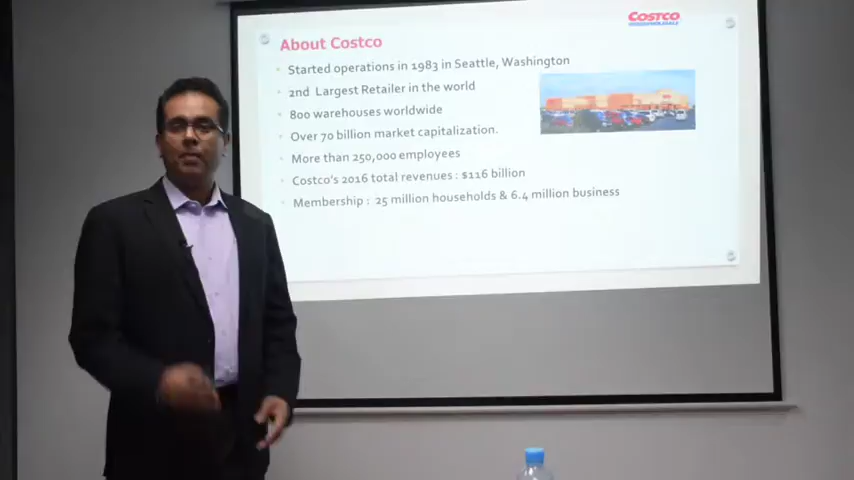 COSTCO
WHOLESALE
About Costco
Started operations in 1983 in Seattle, Washington
2nd Largest Retailer in the world
800 warehouses worldwide
Over 70 billion market capitalization.
More than 250,000 employees
Costco's 2016 total revenues : $116 billion
Membership : 25 million households & 6.4 million business